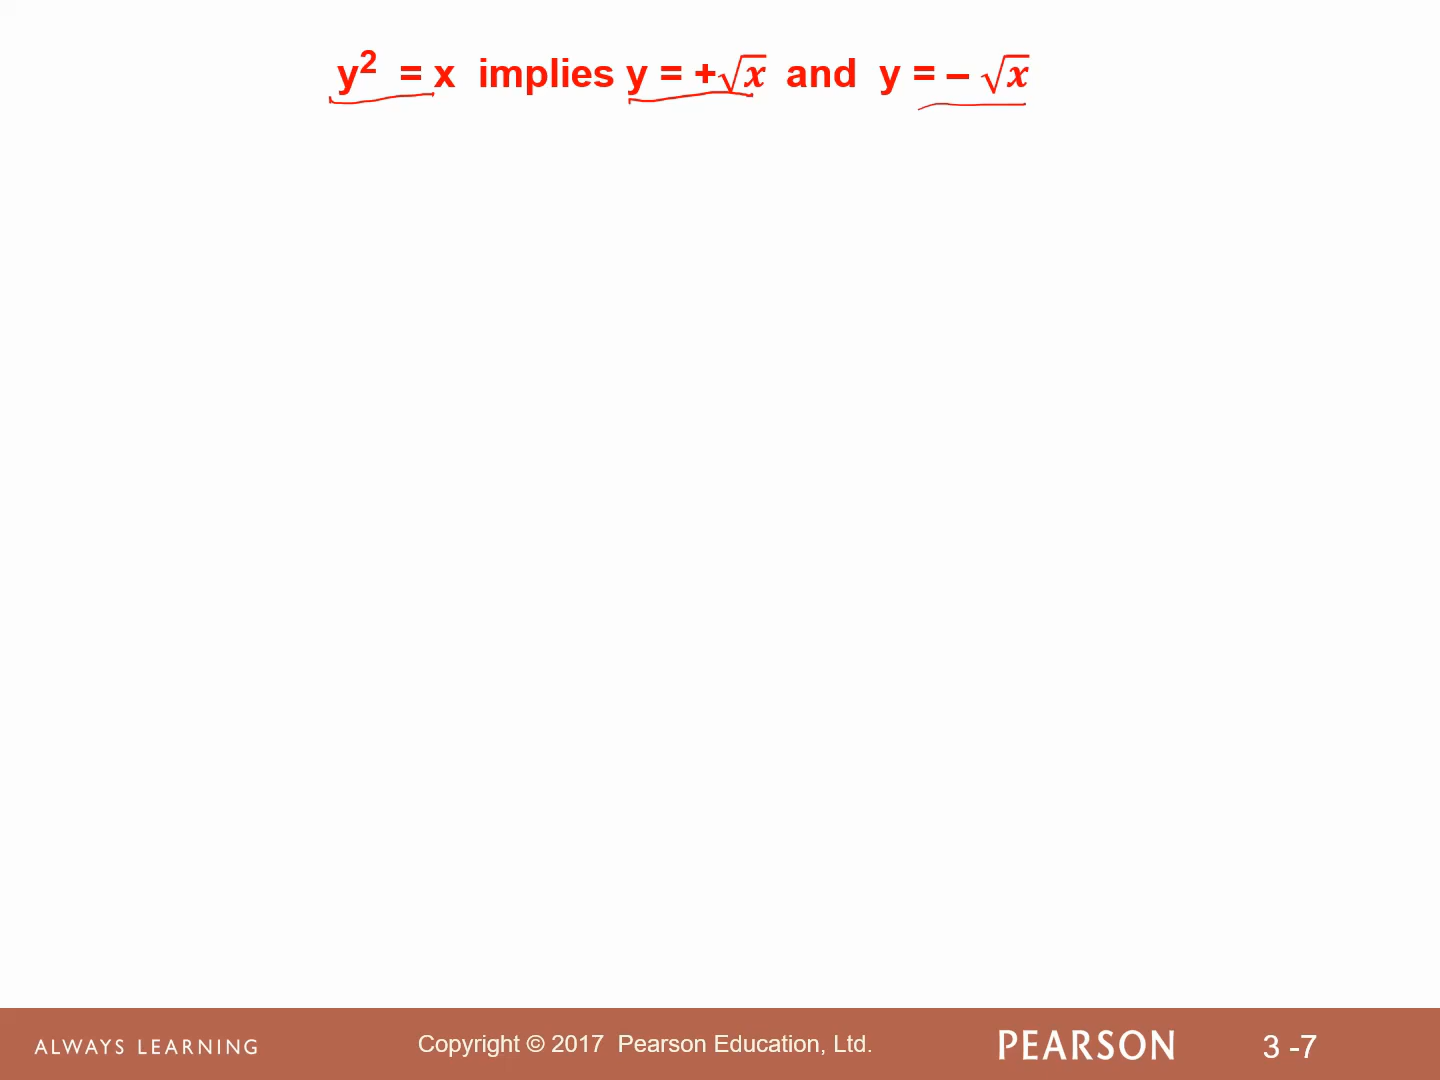 y² = x implies y = +√x and y = – √x
ALWAYS LEARNING
Copyright © 2017 Pearson Education, Ltd.
PEARSON
3 -7